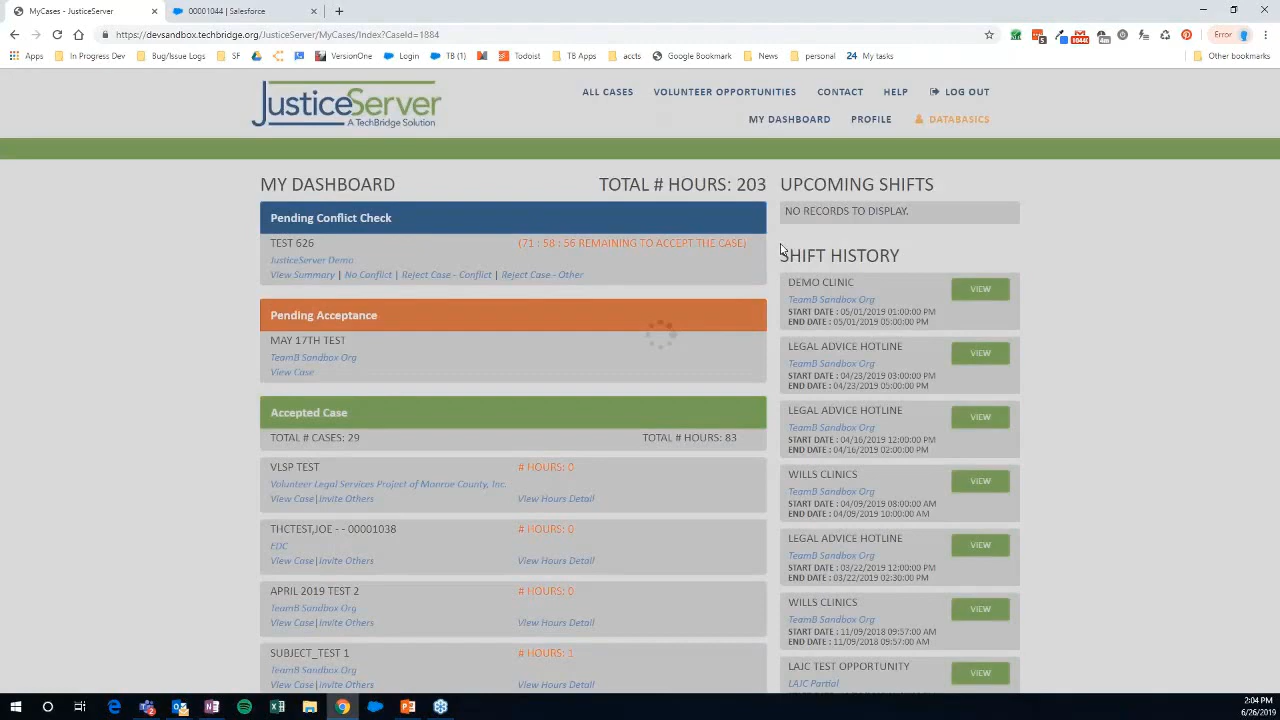 MyCases - JusticeServer
00001044 | Salesforce
https://devsandbox.techbridge.org/JusticeServer/MyCases/Index?CaseId=1884
Error
Apps
In Progress Dev
Bug/Issue Logs
SF
VersionOne
Login
TB (1)
Todoist
TB Apps
accts
Google Bookmark
News
personal
24 My tasks
Other bookmarks
JusticeServer
A TechBridge Solution
ALL CASES
VOLUNTEER OPPORTUNITIES
CONTACT
HELP
LOG OUT
MY DASHBOARD
PROFILE
DATABASICS
MY DASHBOARD
TOTAL # HOURS: 203
Pending Conflict Check
TEST 626
(71 : 58 : 56 REMAINING TO ACCEPT THE CASE)
JusticeServer Demo
View Summary | No Conflict | Reject Case - Conflict | Reject Case - Other
Pending Acceptance
MAY 17TH TEST
TeamB Sandbox Org
View Case
Accepted Case
TOTAL # CASES: 29
TOTAL # HOURS: 83
VLSP TEST
# HOURS: 0
Volunteer Legal Services Project of Monroe County, Inc.
View Case|Invite Others
View Hours Detail
THCTEST,JOE - - 00001038
# HOURS: 0
EDC
View Case|Invite Others
View Hours Detail
APRIL 2019 TEST 2
# HOURS: 0
TeamB Sandbox Org
View Case|Invite Others
View Hours Detail
SUBJECT_TEST 1
# HOURS: 1
TeamB Sandbox Org
View Case|Invite Others
View Hours Detail
UPCOMING SHIFTS
NO RECORDS TO DISPLAY.
SHIFT HISTORY
DEMO CLINIC
VIEW
TeamB Sandbox Org
START DATE : 05/01/2019 01:00:00 PM
END DATE : 05/01/2019 05:00:00 PM
LEGAL ADVICE HOTLINE
VIEW
TeamB Sandbox Org
START DATE : 04/23/2019 03:00:00 PM
END DATE : 04/23/2019 05:00:00 PM
LEGAL ADVICE HOTLINE
VIEW
TeamB Sandbox Org
START DATE : 04/16/2019 12:00:00 PM
END DATE : 04/16/2019 02:00:00 PM
WILLS CLINICS
VIEW
TeamB Sandbox Org
START DATE : 04/09/2019 08:00:00 AM
END DATE : 04/09/2019 10:00:00 AM
LEGAL ADVICE HOTLINE
VIEW
TeamB Sandbox Org
START DATE : 03/22/2019 12:00:00 PM
END DATE : 03/22/2019 02:30:00 PM
WILLS CLINICS
VIEW
TeamB Sandbox Org
START DATE : 11/09/2018 09:57:00 AM
END DATE : 11/09/2018 09:57:00 AM
LAJC TEST OPPORTUNITY
VIEW
LAJC Partial
2:04 PM
6/26/2019